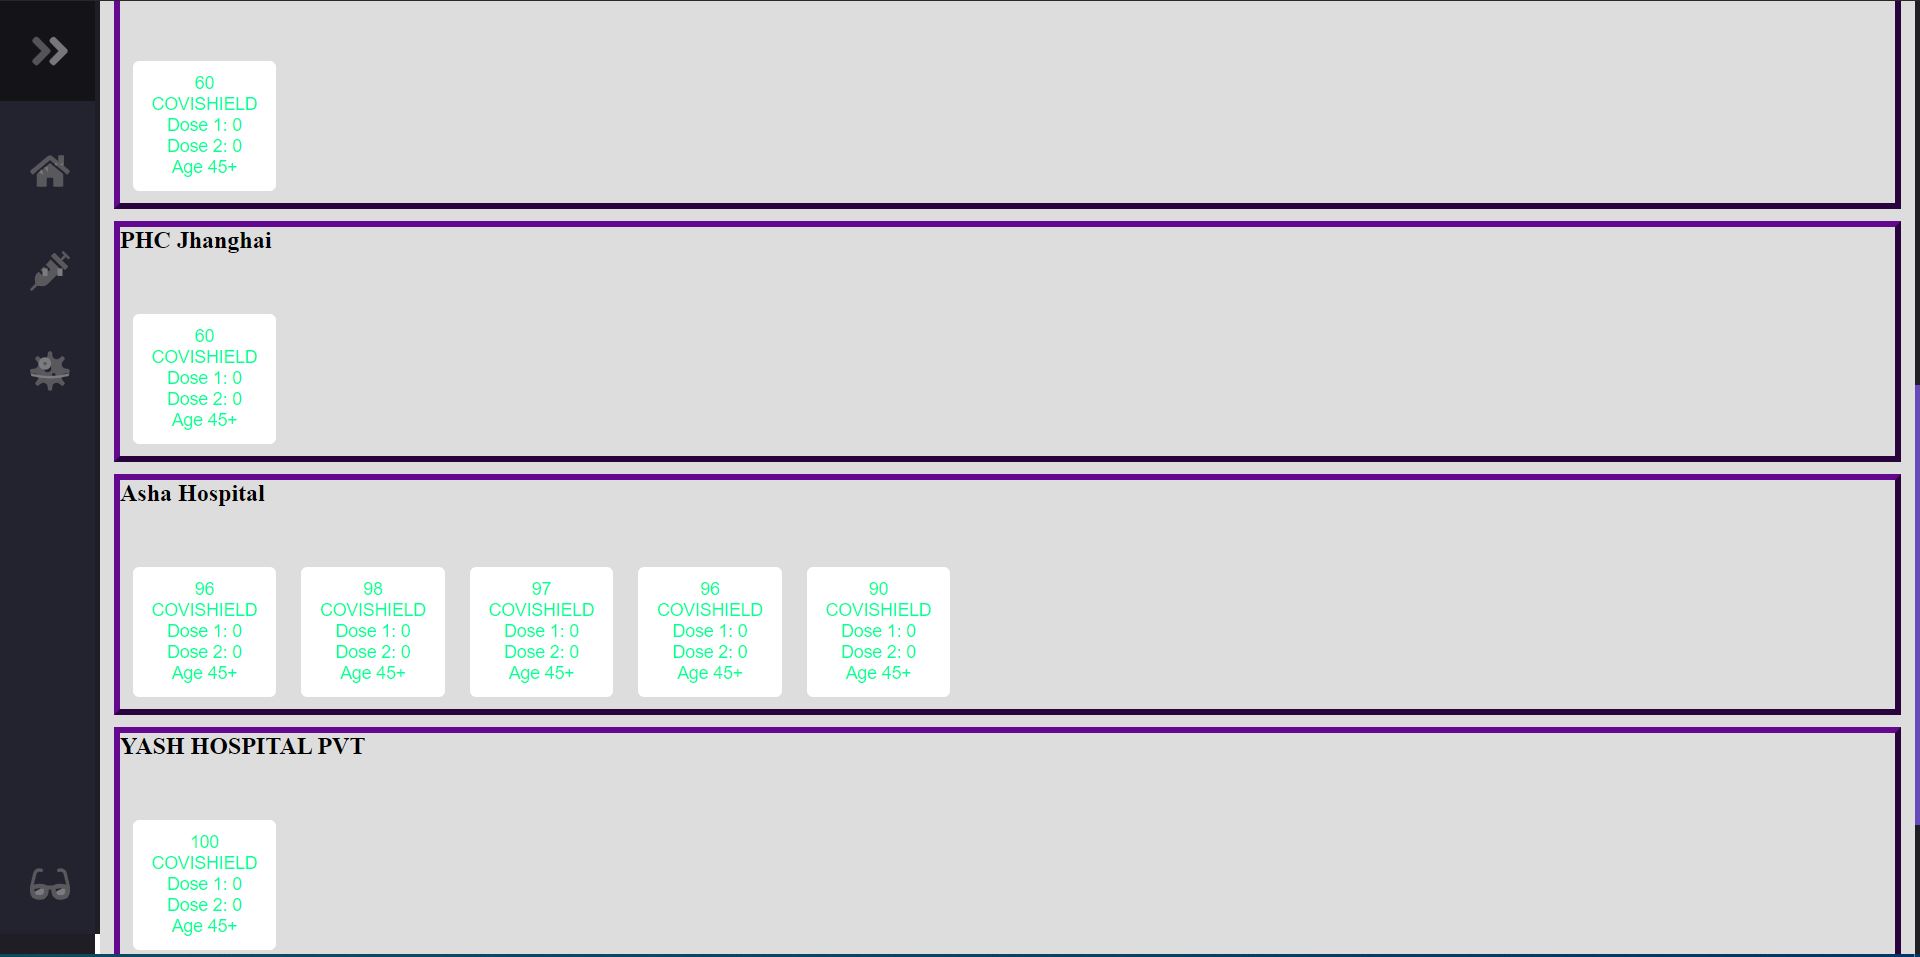 60
COVISHIELD
Dose 1: 0
Dose 2: 0
Age 45+
PHC Jhanghai
60
COVISHIELD
Dose 1: 0
Dose 2: 0
Age 45+
Asha Hospital
96
COVISHIELD
Dose 1: 0
Dose 2: 0
Age 45+
98
COVISHIELD
Dose 1: 0
Dose 2: 0
Age 45+
97
COVISHIELD
Dose 1: 0
Dose 2: 0
Age 45+
96
COVISHIELD
Dose 1: 0
Dose 2: 0
Age 45+
90
COVISHIELD
Dose 1: 0
Dose 2: 0
Age 45+
YASH HOSPITAL PVT
100
COVISHIELD
Dose 1: 0
Dose 2: 0
Age 45+